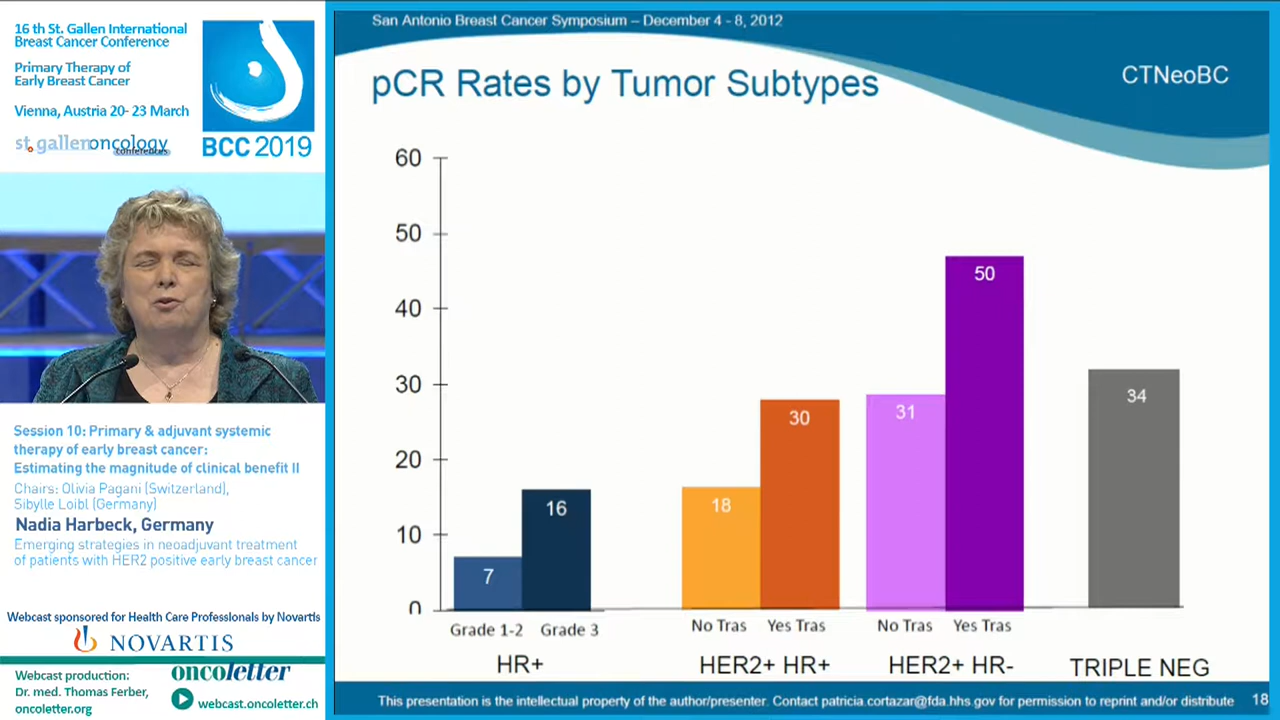 16 th St. Gallen International
Breast Cancer Conference
Primary Therapy of
Early Breast Cancer
Vienna, Austria 20- 23 March
st.gallenoncology
conferences
BCC 2019
Session 10: Primary & adjuvant systemic
therapy of early breast cancer:
Estimating the magnitude of clinical benefit II
Chairs: Olivia Pagani (Switzerland),
Sibylle Loibl (Germany)
Nadia Harbeck, Germany
Emerging strategies in neoadjuvant treatment
of patients with HER2 positive early breast cancer
Webcast sponsored for Health Care Professionals by Novartis
NOVARTIS
Webcast production:
Dr. med. Thomas Ferber,
oncoletter.org
oncoletter
webcast.oncoletter.ch
San Antonio Breast Cancer Symposium – December 4 - 8, 2012
pCR Rates by Tumor Subtypes
CTNeoBC
60
50
40
30
20
10
0
7
16
18
30
31
50
34
Grade 1-2 Grade 3
No Tras Yes Tras
No Tras Yes Tras
HR+
HER2+ HR+
HER2+ HR-
TRIPLE NEG
This presentation is the intellectual property of the author/presenter. Contact patricia.cortazar@fda.hhs.gov for permission to reprint and/or distribute
18